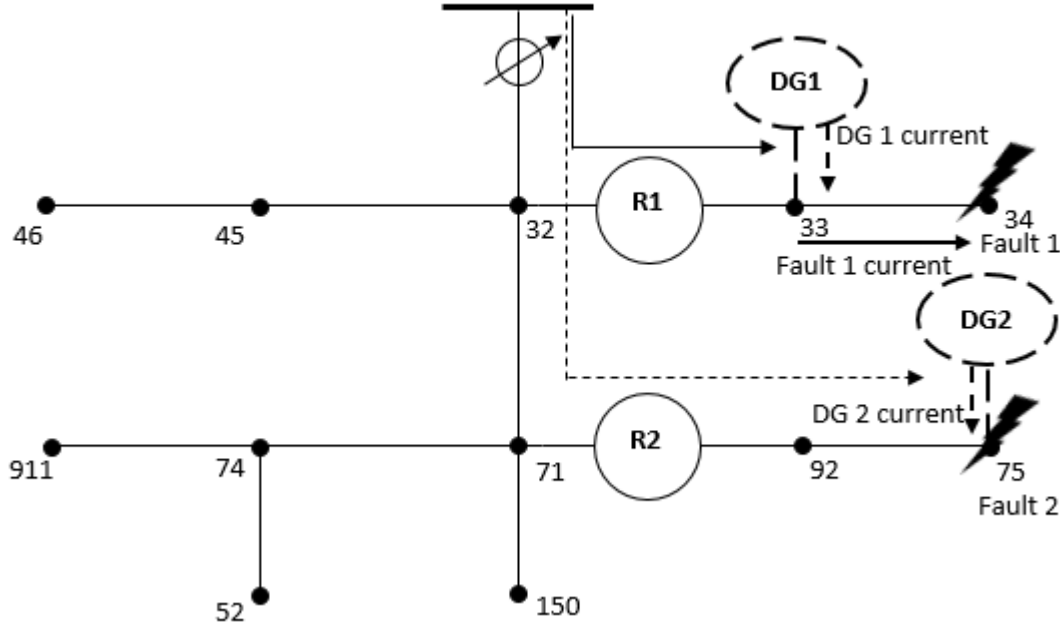 DG1
DG 1 current
R1
46
45
32
33
34
Fault 1
Fault 1 current
DG2
DG 2 current
R2
911
74
71
92
75
Fault 2
52
150